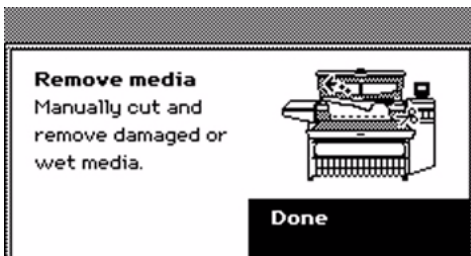 Remove media
Manually cut and
remove damaged or
wet media.
Done